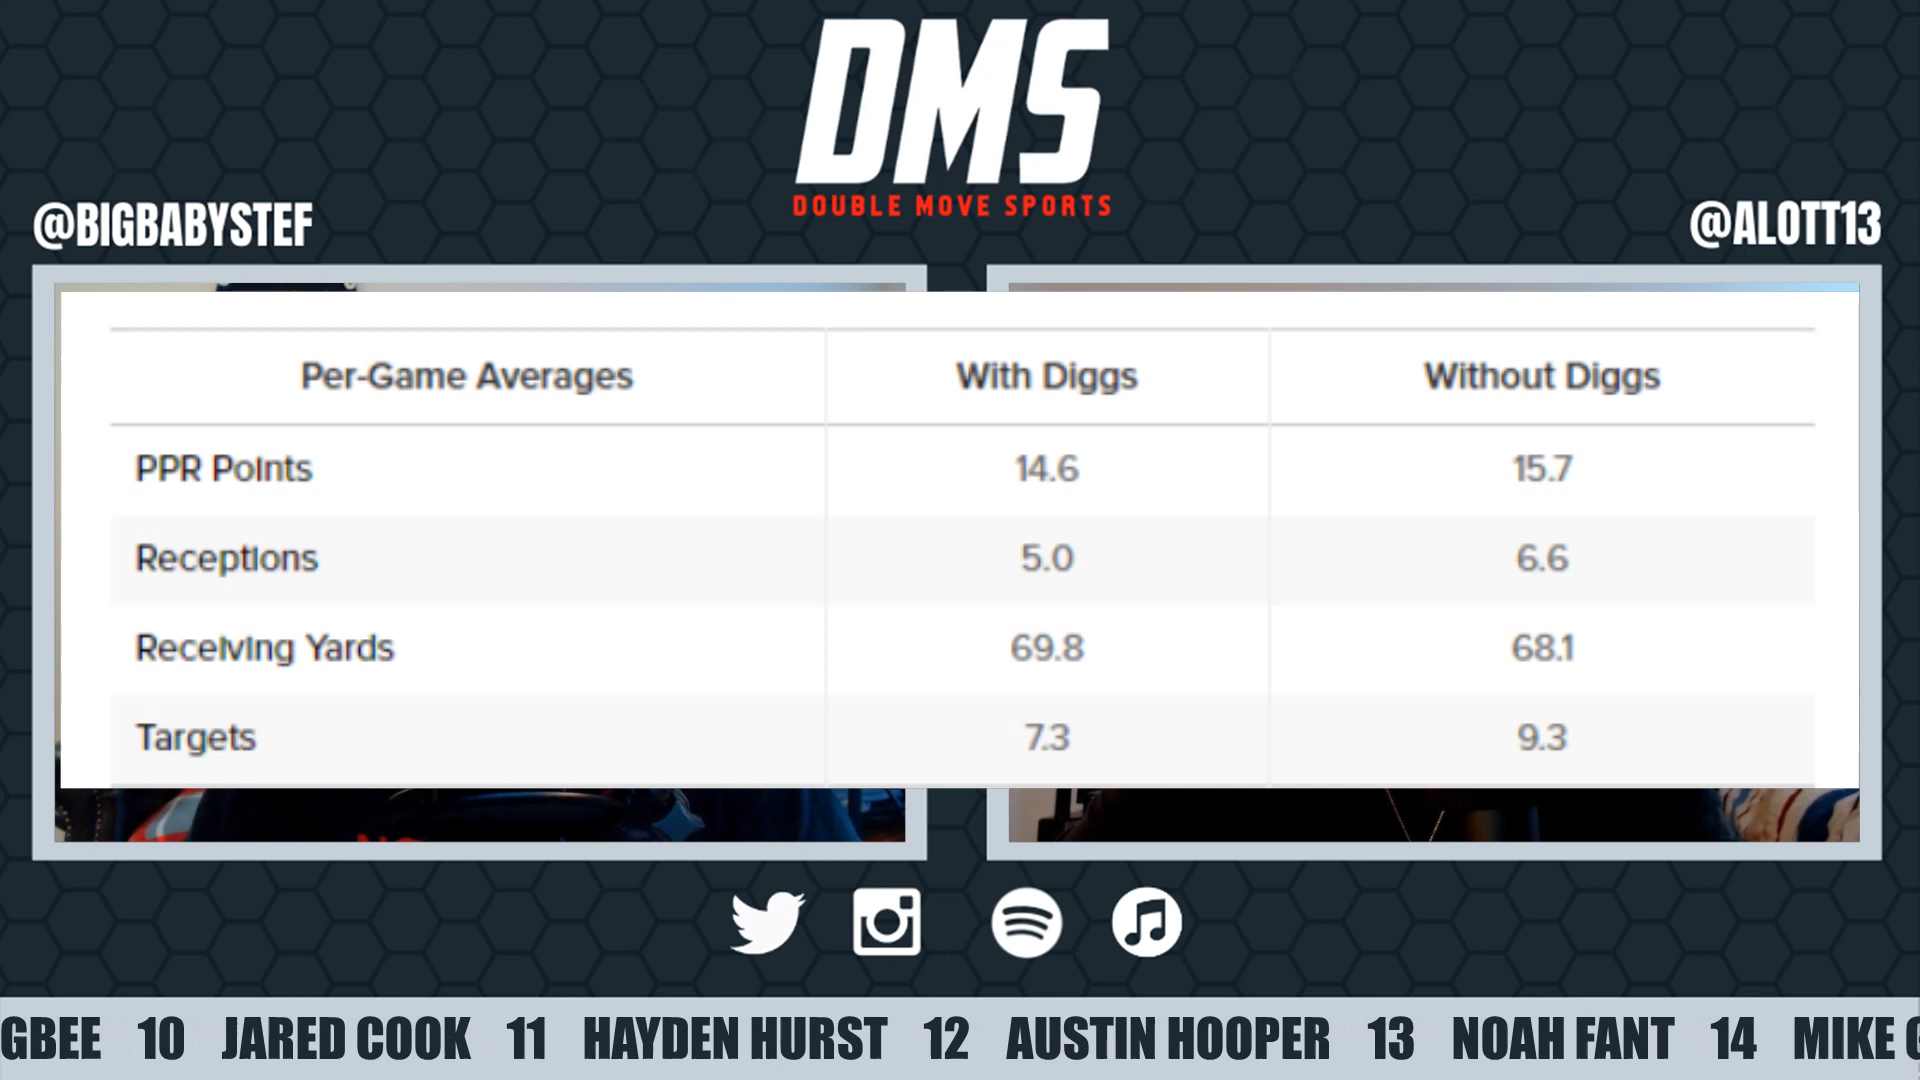 DMS
DOUBLE MOVE SPORTS
@BIGBABYSTEF
@ALOTT13
Per-Game Averages With Diggs Without Diggs
PPR Points 14.6 15.7
Receptions 5.0 6.6
Receiving Yards 69.8 68.1
Targets 7.3 9.3
GBEE 10 JARED COOK 11 HAYDEN HURST 12 AUSTIN HOOPER 13 NOAH FANT 14 MIKE